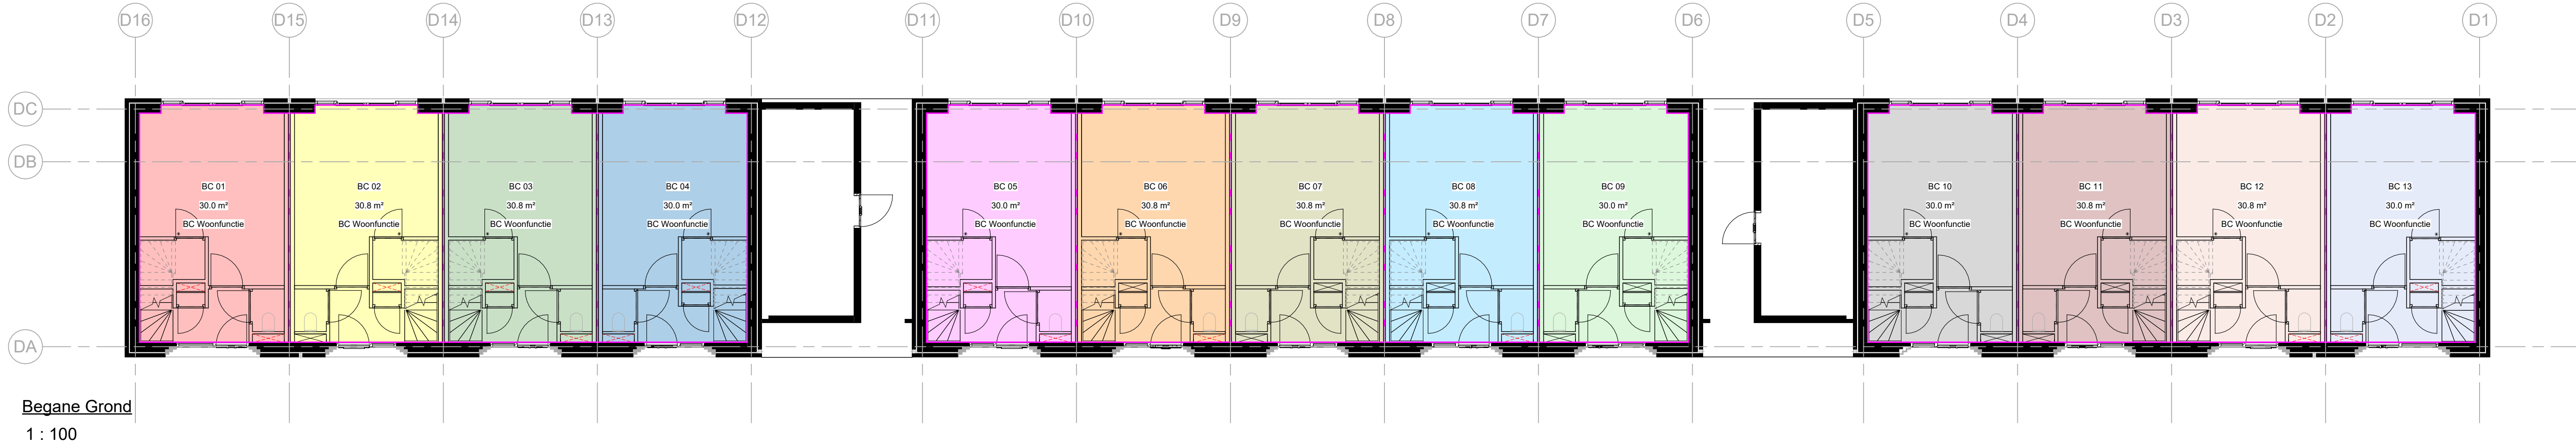 D16 D15 D14 D13 D12 D11 D10 D9 D8 D7 D6 D5 D4 D3 D2 D1
DC
DB
BC 01
30.0 m²
BC Woonfunctie
BC 02
30.8 m²
BC Woonfunctie
BC 03
30.8 m²
BC Woonfunctie
BC 04
30.0 m²
BC Woonfunctie
BC 05
30.0 m²
BC Woonfunctie
BC 06
30.8 m²
BC Woonfunctie
BC 07
30.8 m²
BC Woonfunctie
BC 08
30.8 m²
BC Woonfunctie
BC 09
30.0 m²
BC Woonfunctie
BC 10
30.0 m²
BC Woonfunctie
BC 11
30.8 m²
BC Woonfunctie
BC 12
30.8 m²
BC Woonfunctie
BC 13
30.0 m²
BC Woonfunctie
DA
Begane Grond
1 : 100